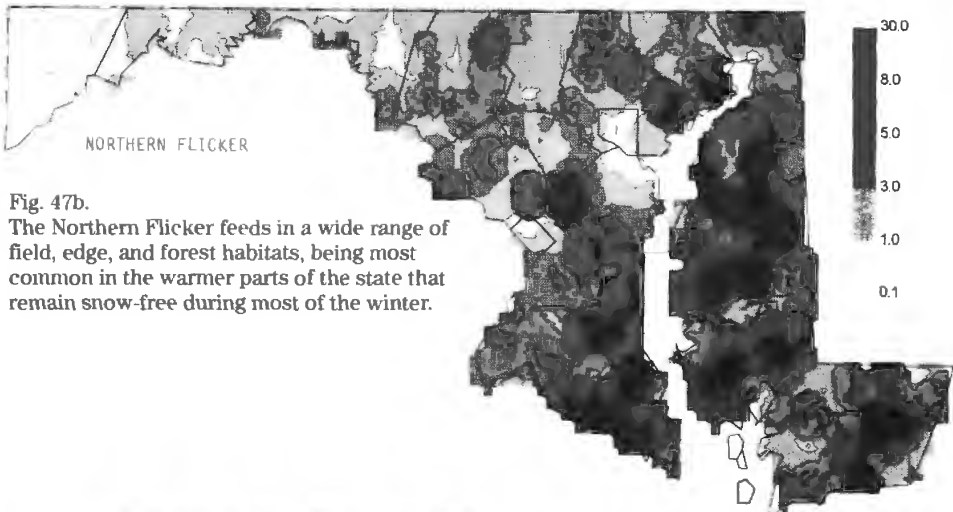 30.0
8.0
5.0
3.0
1.0
0.1
NORTHERN FLICKER
Fig. 47b.
The Northern Flicker feeds in a wide range of
field, edge, and forest habitats, being most
common in the warmer parts of the state that
remain snow-free during most of the winter.